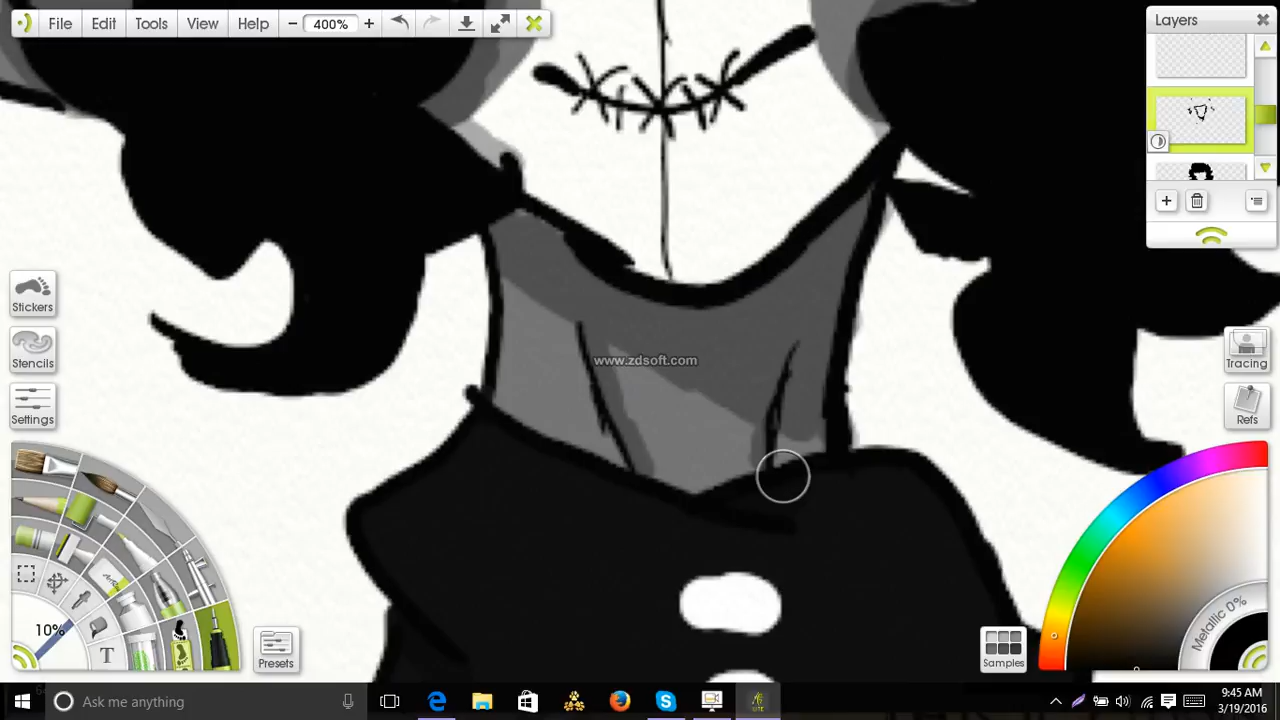 File Edit Tools View Help 400%
Layers
Stickers
Stencils
Settings
www.zdsoft.com
Tracing
Refs
10%
T
Presets
Metallic 0%
Samples
Ask me anything
LITE
9:45 AM
3/19/2016